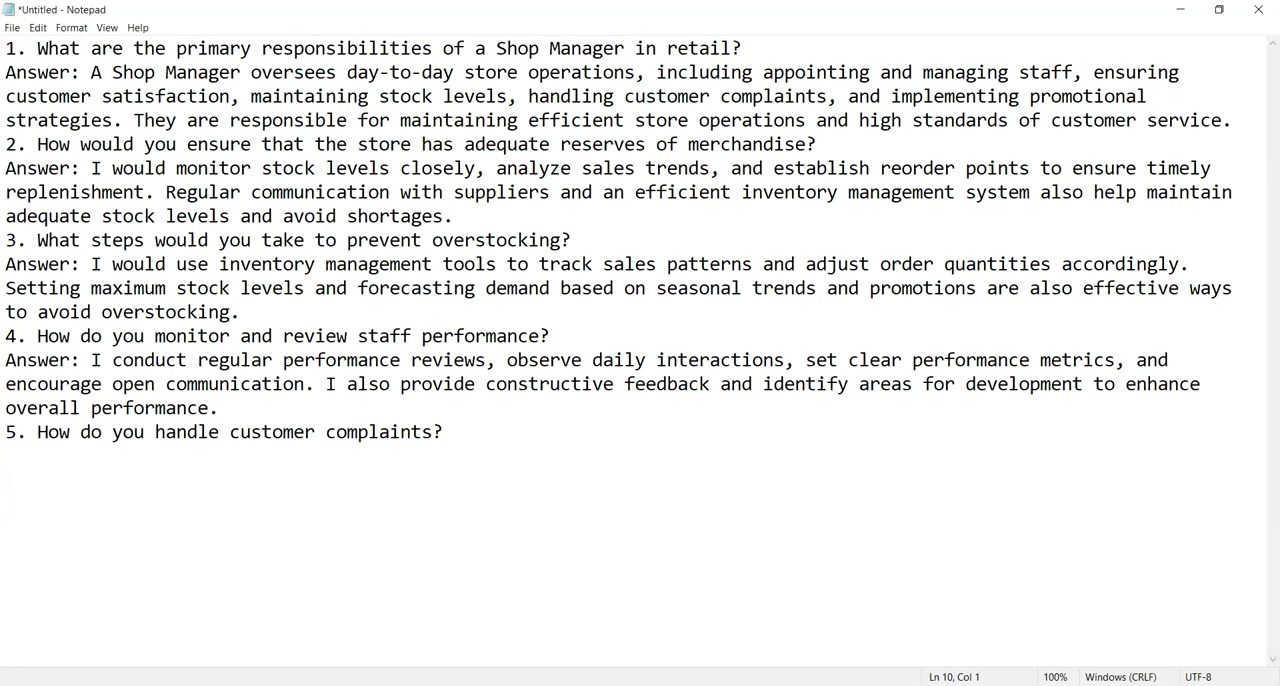 *Untitled - Notepad
File Edit Format View Help
1. What are the primary responsibilities of a Shop Manager in retail?
Answer: A Shop Manager oversees day-to-day store operations, including appointing and managing staff, ensuring
customer satisfaction, maintaining stock levels, handling customer complaints, and implementing promotional
strategies. They are responsible for maintaining efficient store operations and high standards of customer service.
2. How would you ensure that the store has adequate reserves of merchandise?
Answer: I would monitor stock levels closely, analyze sales trends, and establish reorder points to ensure timely
replenishment. Regular communication with suppliers and an efficient inventory management system also help maintain
adequate stock levels and avoid shortages.
3. What steps would you take to prevent overstocking?
Answer: I would use inventory management tools to track sales patterns and adjust order quantities accordingly.
Setting maximum stock levels and forecasting demand based on seasonal trends and promotions are also effective ways
to avoid overstocking.
4. How do you monitor and review staff performance?
Answer: I conduct regular performance reviews, observe daily interactions, set clear performance metrics, and
encourage open communication. I also provide constructive feedback and identify areas for development to enhance
overall performance.
5. How do you handle customer complaints?
Ln 10, Col 1 100% Windows (CRLF) UTF-8